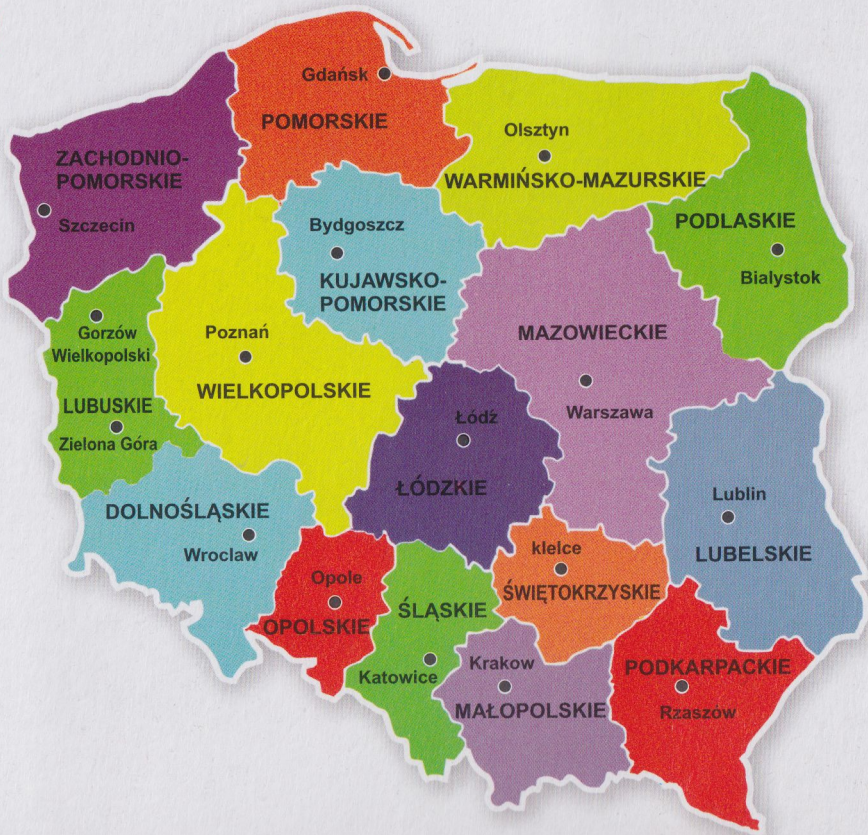 Gdańsk
POMORSKIE
Olsztyn
WARMIŃSKO-MAZURSKIE
ZACHODNIO-
POMORSKIE
Szczecin
Bydgoszcz
KUJAWSKO-
POMORSKIE
PODLASKIE
Bialystok
Gorzów
Wielkopolski
LUBUSKIE
Zielona Góra
Poznań
WIELKOPOLSKIE
MAZOWIECKIE
Warszawa
Łódź
ŁÓDZKIE
DOLNOŚLĄSKIE
Wroclaw
Lublin
LUBELSKIE
Opole
OPOLSKIE
ŚLĄSKIE
Katowice
klelce
ŚWIĘTOKRZYSKIE
Krakow
MAŁOPOLSKIE
PODKARPACKIE
Rzaszów